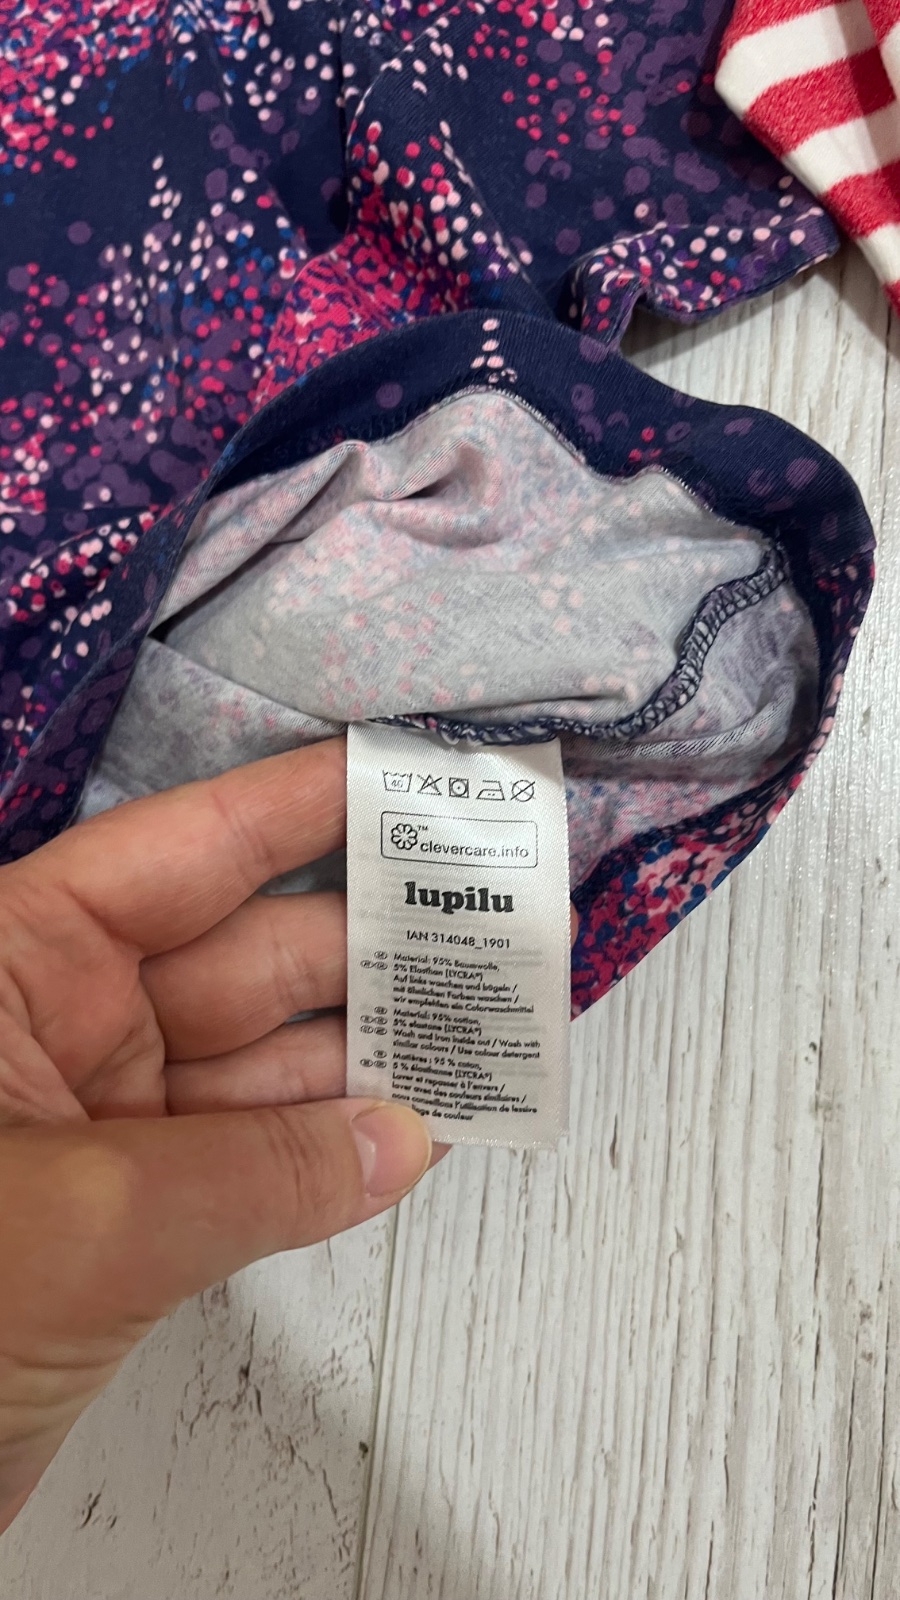 40
clevercare.info
™
lupilu
IAN 314048_1901
Material: 95% Baumwolle,
5% Elasthan (LYCRA®)
Auf links waschen und bügeln /
mit ähnlichen Farben waschen /
wir empfehlen ein Colorwaschmittel
Material: 95% cotton,
5% elastane (LYCRA®)
Wash and iron inside out / Wash with
similar colours / Use colour detergent
Matières : 95 % coton,
5 % élasthanne (LYCRA®)
Laver et repasser à l'envers /
laver avec des couleurs similaires /
nous conseillons l'utilisation de lessive
de couleur